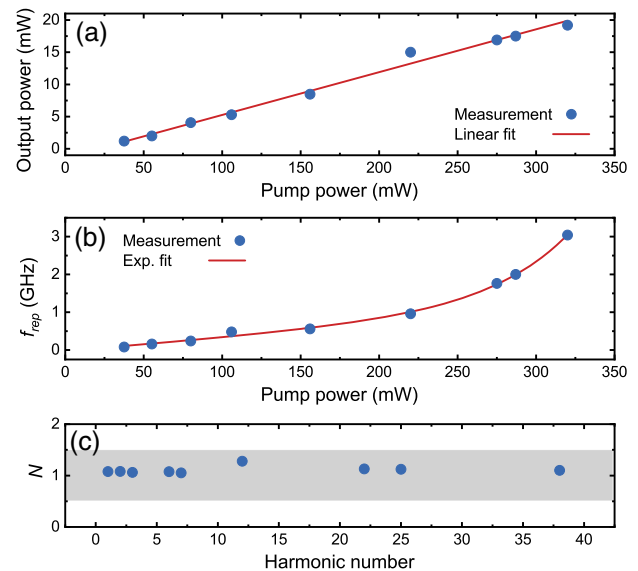 (a)
Output power (mW)
20
15
10
5
0
Measurement
Linear fit
0 50 100 150 200 250 300 350
Pump power (mW)
(b)
f_rep (GHz)
3
2
1
0
Measurement
Exp. fit
0 50 100 150 200 250 300 350
Pump power (mW)
(c)
N
2
1
0
0 5 10 15 20 25 30 35 40
Harmonic number